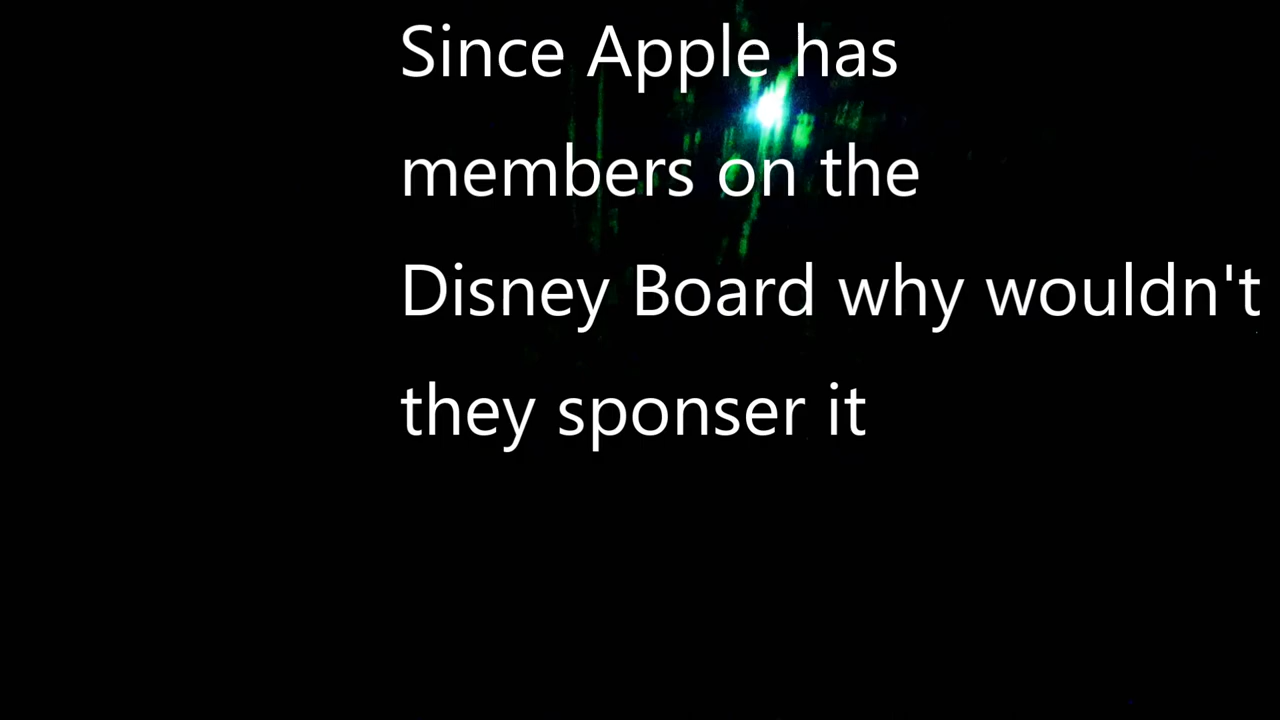 Since Apple has
members on the
Disney Board why wouldn't
they sponser it